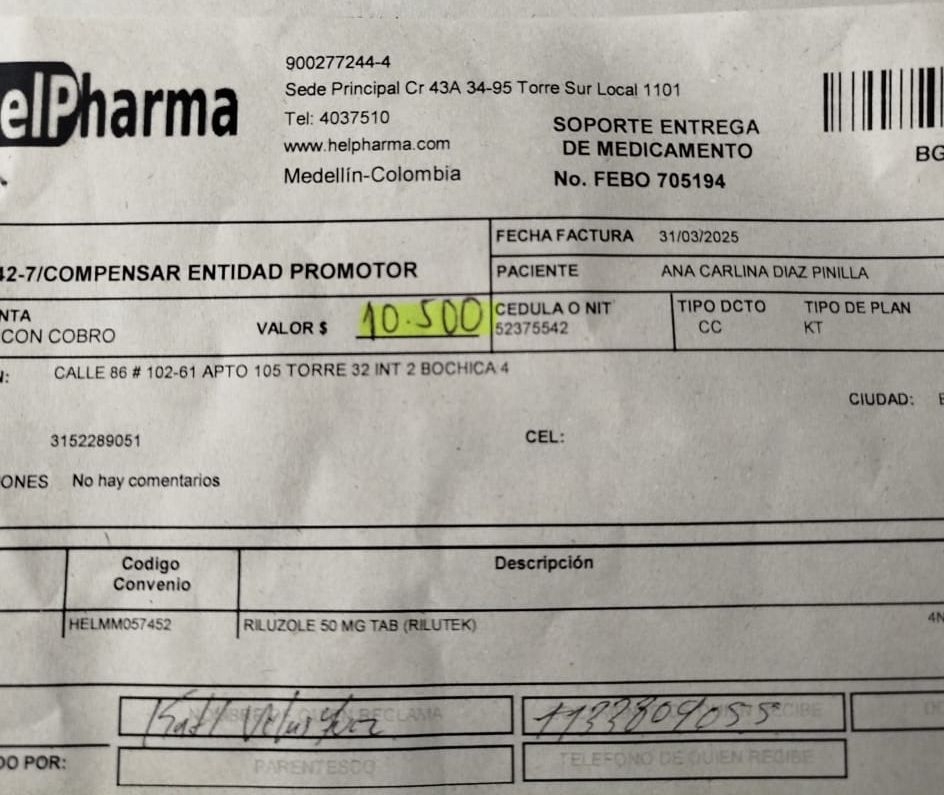 elPharma
900277244-4
Sede Principal Cr 43A 34-95 Torre Sur Local 1101
Tel: 4037510
www.helpharma.com
Medellín-Colombia
SOPORTE ENTREGA
DE MEDICAMENTO
No. FEBO 705194
BG
FECHA FACTURA 31/03/2025
42-7/COMPENSAR ENTIDAD PROMOTOR
PACIENTE ANA CARLINA DIAZ PINILLA
NTA
CON COBRO
VALOR $ 10.500
CEDULA O NIT
52375542
TIPO DCTO
CC
TIPO DE PLAN
KT
N: CALLE 86 # 102-61 APTO 105 TORRE 32 INT 2 BOCHICA 4
CIUDAD:
3152289051
CEL:
ONES No hay comentarios
Codigo
Convenio
Descripción
HELMM057452
RILUZOLE 50 MG TAB (RILUTEK)
4N
RECLAMA
CIBE
DO POR:
PARENTESCO
TELEFONO DE QUIEN RECIBE